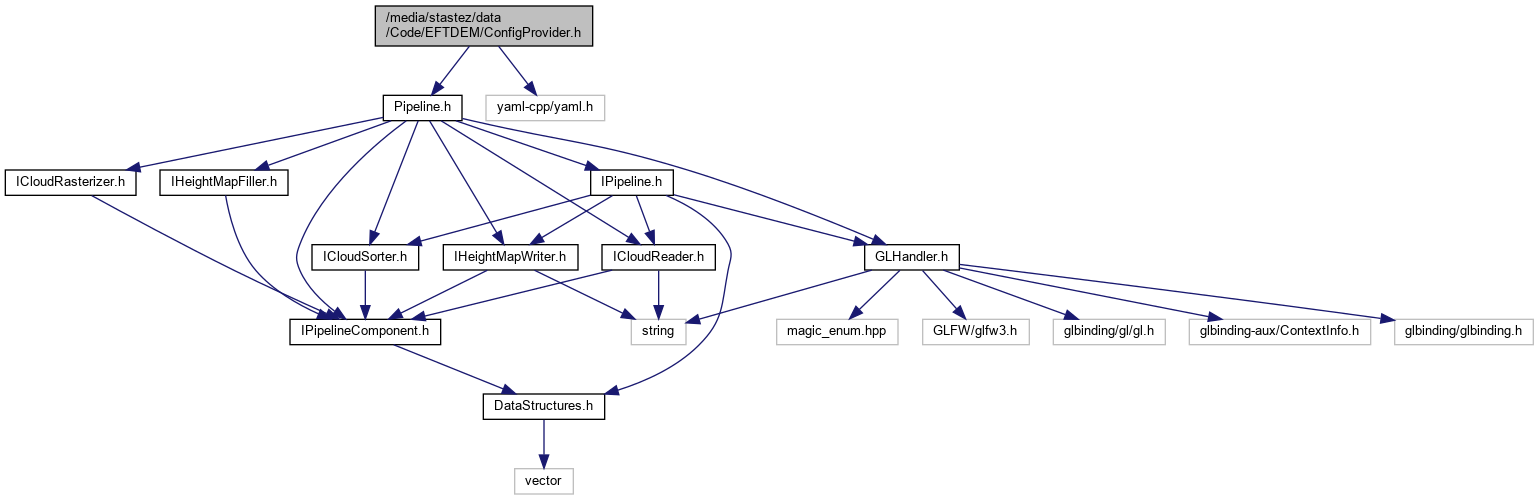 /media/stastez/data
/Code/EFTDEM/ConfigProvider.h
Pipeline.h
yaml-cpp/yaml.h
ICloudRasterizer.h
IHeightMapFiller.h
IPipeline.h
ICloudSorter.h
IHeightMapWriter.h
ICloudReader.h
GLHandler.h
IPipelineComponent.h
string
magic_enum.hpp
GLFW/glfw3.h
glbinding/gl/gl.h
glbinding-aux/ContextInfo.h
glbinding/glbinding.h
DataStructures.h
vector